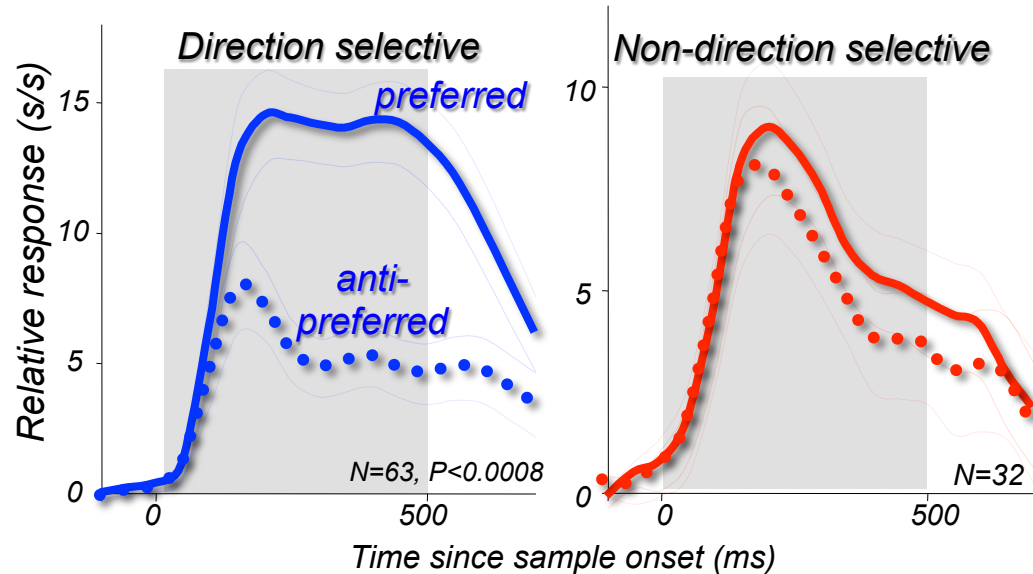 Direction selective
Non-direction selective
Relative response (s/s)
15
10
5
0
preferred
anti-
preferred
N=63, P<0.0008
0
500
10
5
0
N=32
0
500
Time since sample onset (ms)